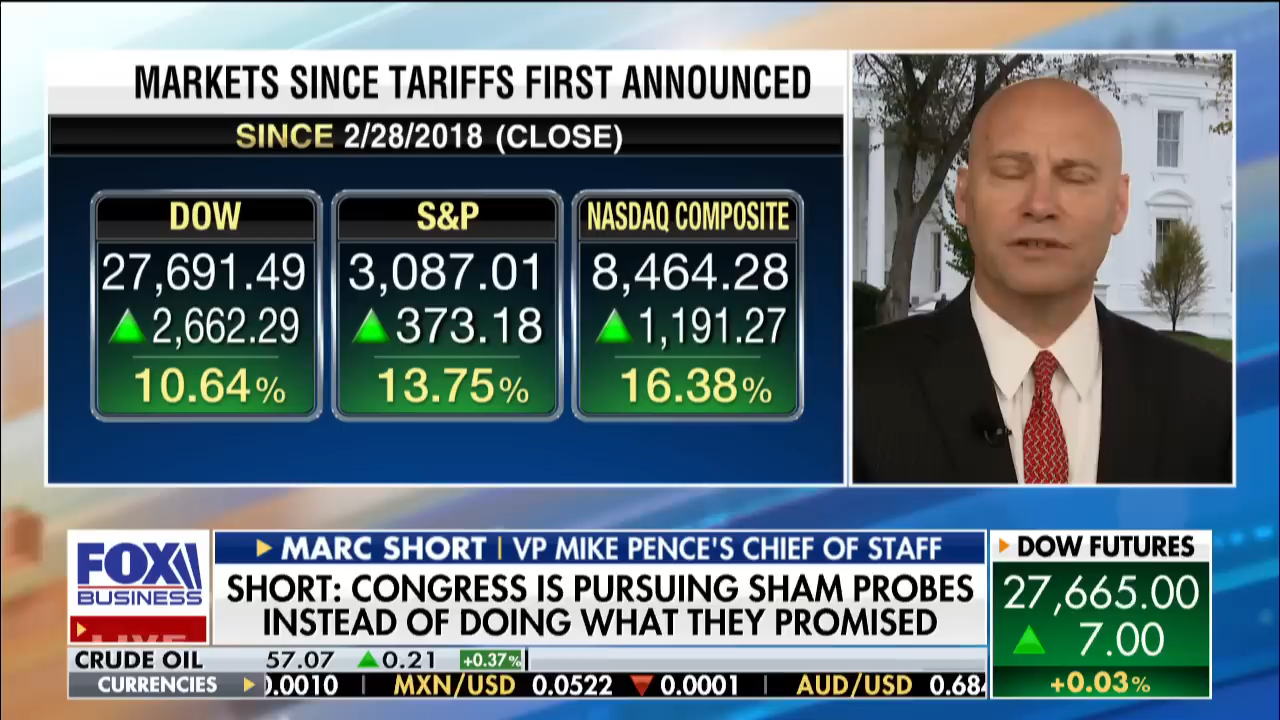 MARKETS SINCE TARIFFS FIRST ANNOUNCED
SINCE 2/28/2018 (CLOSE)
DOW
27,691.49
▲ 2,662.29
10.64%
S&P
3,087.01
▲ 373.18
13.75%
NASDAQ COMPOSITE
8,464.28
▲ 1,191.27
16.38%
FOX
BUSINESS
LIVE
MARC SHORT | VP MIKE PENCE'S CHIEF OF STAFF
SHORT: CONGRESS IS PURSUING SHAM PROBES
INSTEAD OF DOING WHAT THEY PROMISED
CRUDE OIL 57.07 ▲ 0.21 +0.37%
CURRENCIES 0.0010 | MXN/USD 0.0522 ▼ 0.0001 | AUD/USD 0.684
DOW FUTURES
27,665.00
▲ 7.00
+0.03%